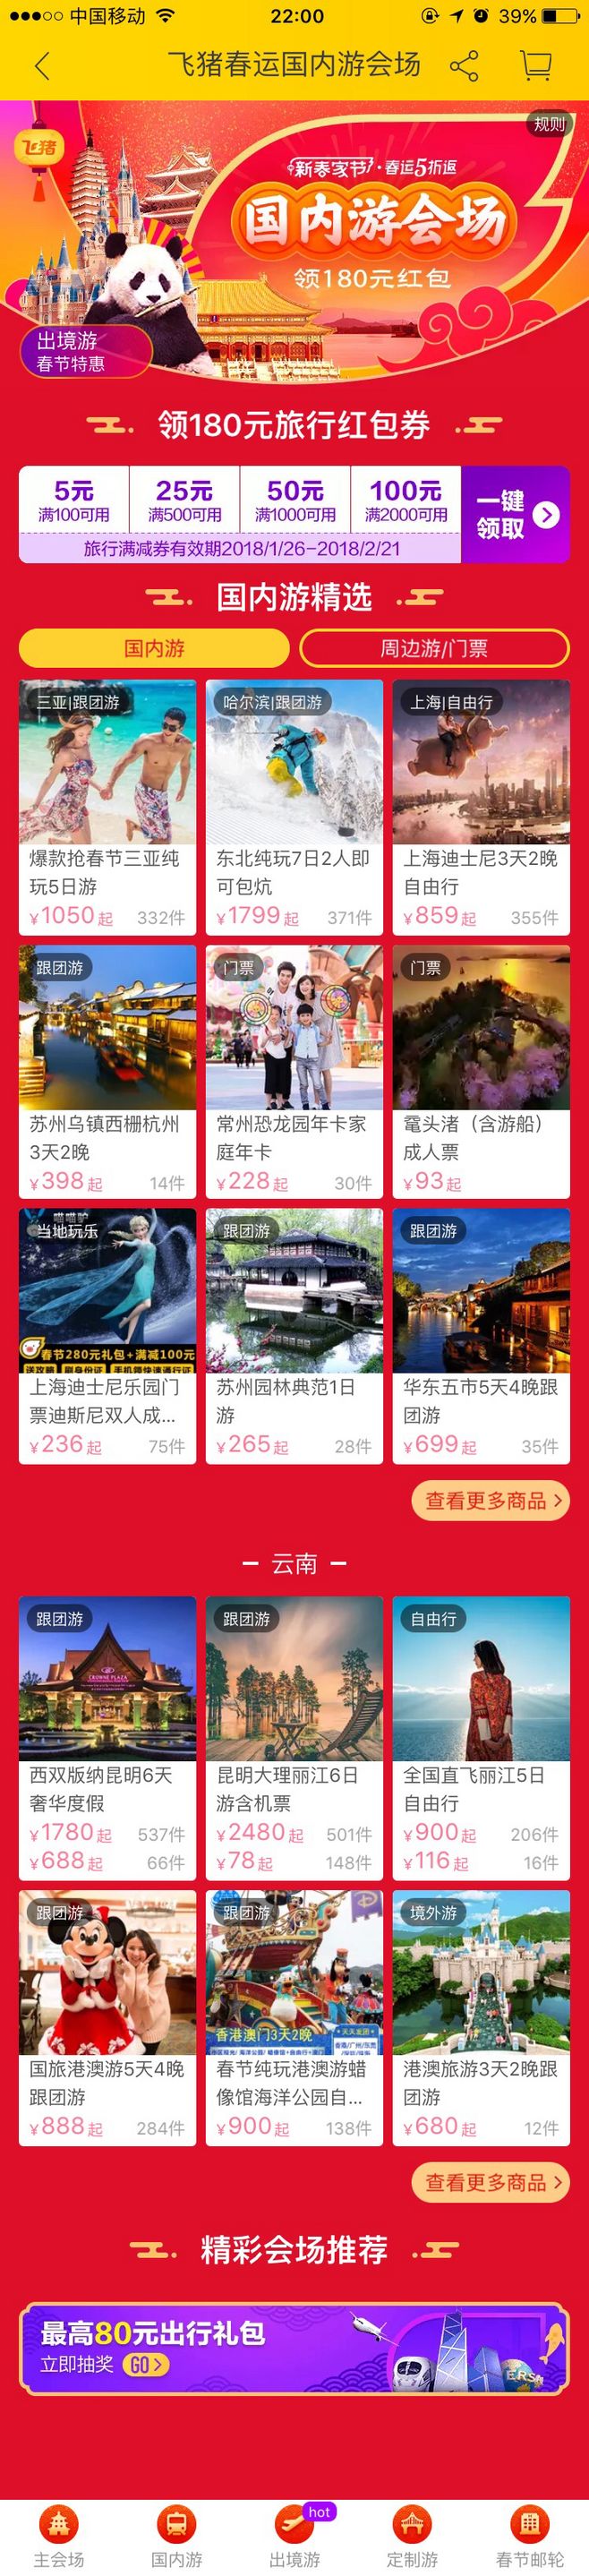 中国移动
22:00
39%
飞猪春运国内游会场
规则
飞猪
新春家节·春运5折返
国内游会场
领180元红包
出境游
春节特惠
领180元旅行红包券
5元 25元 50元 100元
满100可用 满500可用 满1000可用 满2000可用
一键
领取
旅行满减券有效期2018/1/26-2018/2/21
国内游精选
国内游 周边游/门票
三亚|跟团游 哈尔滨|跟团游 上海|自由行
爆款抢春节三亚纯 东北纯玩7日2人即 上海迪士尼3天2晚
玩5日游 可包炕 自由行
¥1050起 332件 ¥1799起 371件 ¥859起 355件
跟团游 门票 门票
苏州乌镇西栅杭州 常州恐龙园年卡家 鼋头渚（含游船）
3天2晚 庭年卡 成人票
¥398起 14件 ¥228起 30件 ¥93起
喵喵驴
当地玩乐 跟团游 跟团游
春节280元礼包+满减100元
送攻略 刷身份证 手机领快速通行证
上海迪士尼乐园门 苏州园林典范1日 华东五市5天4晚跟
票迪斯尼双人成... 游 团游
¥236起 75件 ¥265起 28件 ¥699起 35件
查看更多商品
云南
跟团游 跟团游 自由行
CROWNE PLAZA
西双版纳昆明6天 昆明大理丽江6日 全国直飞丽江5日
奢华度假 游含机票 自由行
¥1780起 537件 ¥2480起 501件 ¥900起 206件
¥688起 66件 ¥78起 148件 ¥116起 16件
跟团游 跟团游 境外游
香港澳门3天2晚
天天发团
国旅港澳游5天4晚 春节纯玩港澳游蜡 港澳旅游3天2晚跟
跟团游 像馆海洋公园自... 团游
¥888起 284件 ¥900起 138件 ¥680起 12件
查看更多商品
精彩会场推荐
最高80元出行礼包
立即抽奖 GO
hot
主会场 国内游 出境游 定制游 春节邮轮